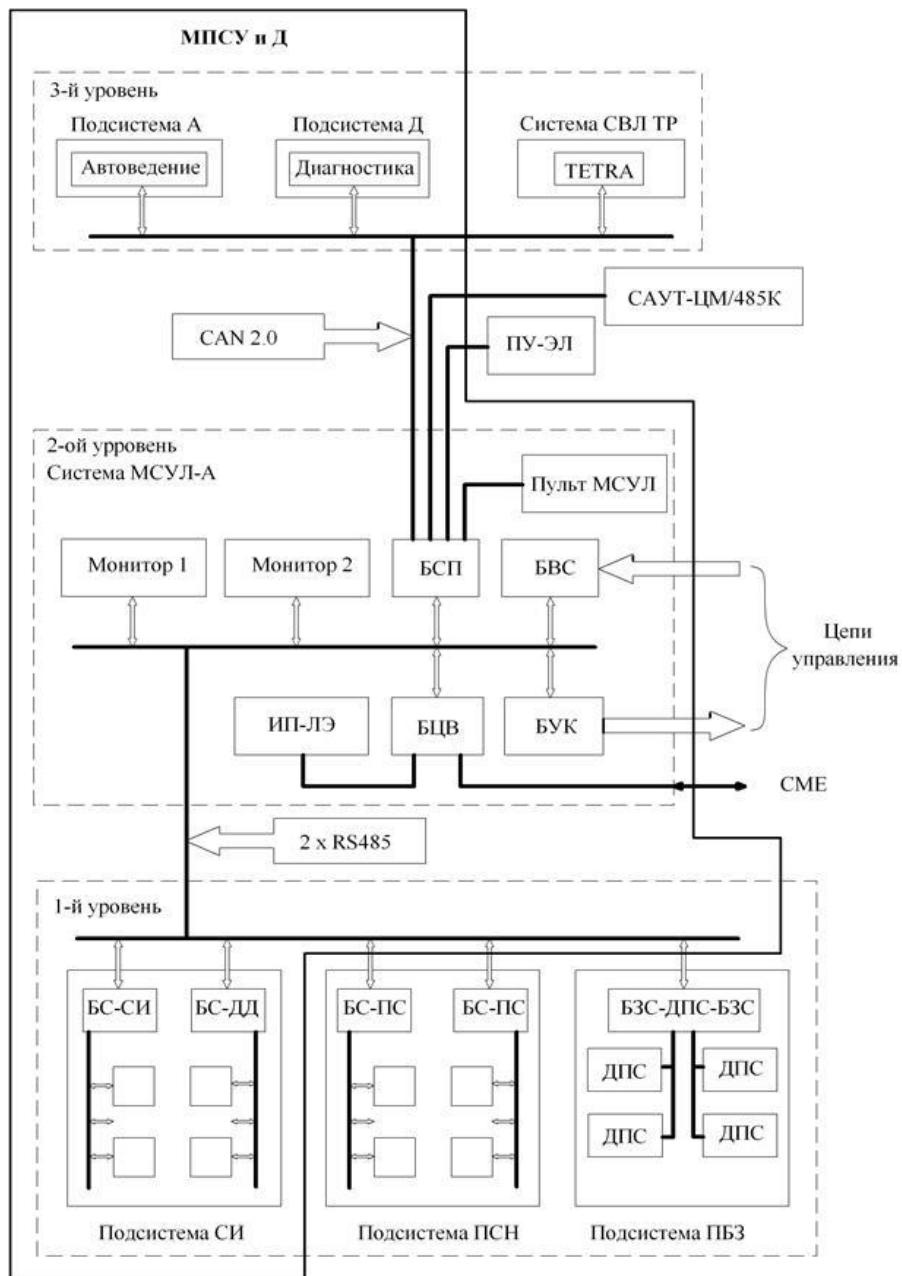 МПСУ и Д
3-й уровень
Подсистема А
Подсистема Д
Система СВЛ ТР
Автоведение
Диагностика
TETRA
САУТ-ЦМ/485К
CAN 2.0
ПУ-ЭЛ
2-ой урровень
Система МСУЛ-А
Пульт МСУЛ
Монитор 1
Монитор 2
БСП
БВС
Цепи
управления
ИП-ЛЭ
БЦВ
БУК
СМЕ
2 x RS485
1-й уровень
БС-СИ
БС-ДД
БС-ПС
БС-ПС
БЗС-ДПС-БЗС
ДПС
ДПС
ДПС
ДПС
Подсистема СИ
Подсистема ПСН
Подсистема ПБЗ